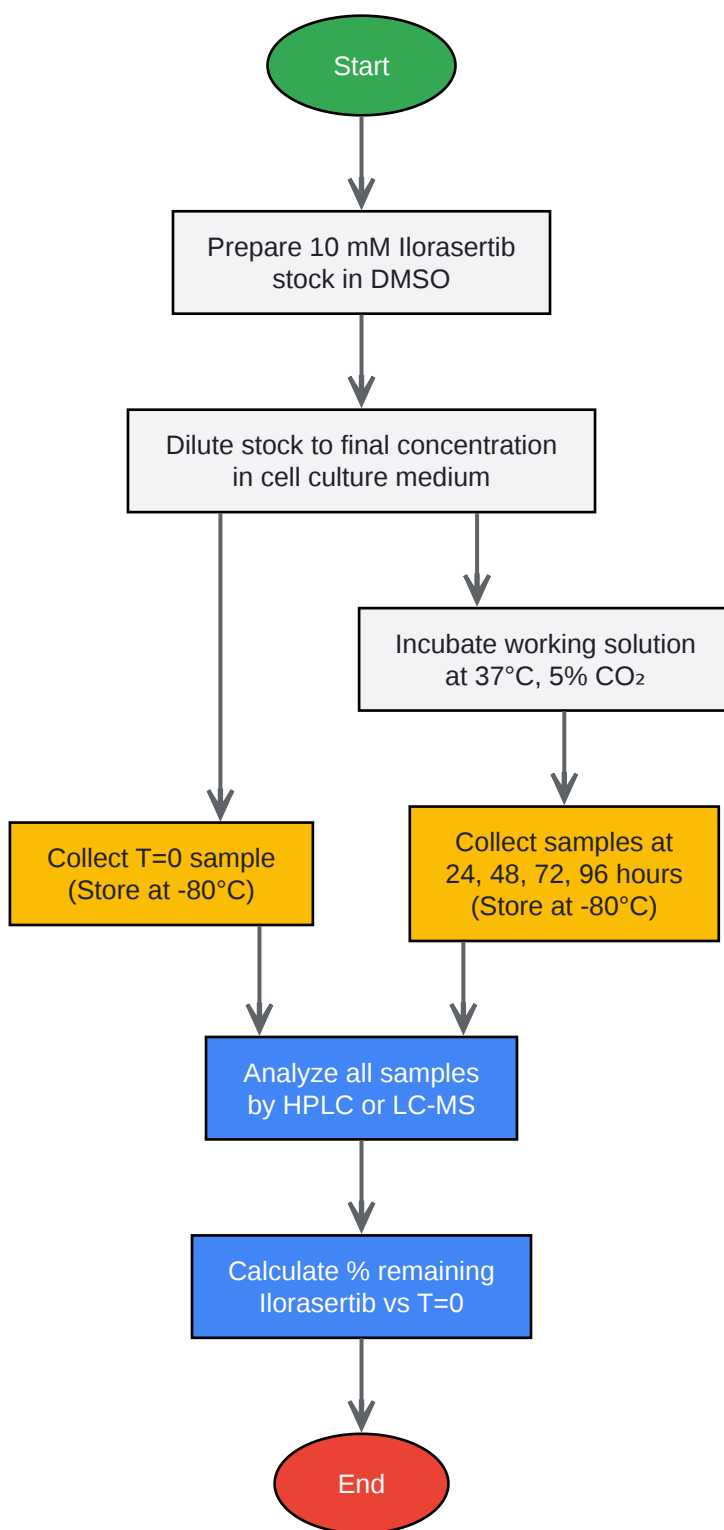 Start
Prepare 10 mM Ilorasertib
stock in DMSO
Dilute stock to final concentration
in cell culture medium
Incubate working solution
at 37°C, 5% CO₂
Collect T=0 sample
(Store at -80°C)
Collect samples at
24, 48, 72, 96 hours
(Store at -80°C)
Analyze all samples
by HPLC or LC-MS
Calculate % remaining
Ilorasertib vs T=0
End